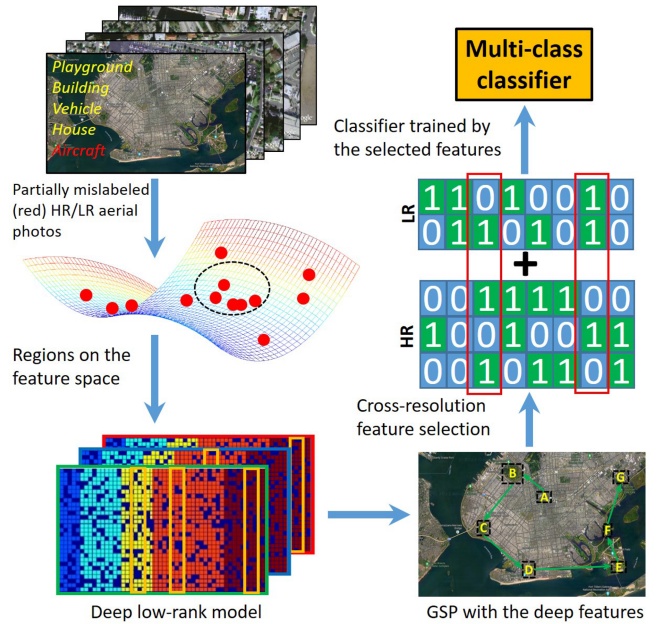 Playground
Building
Vehicle
House
Aircraft
Partially mislabeled
(red) HR/LR aerial
photos
Regions on the
feature space
Deep low-rank model
A
B
C
D
E
F
G
GSP with the deep features
Cross-resolution
feature selection
HR
0 0 1 1 1 1 0 0
1 0 0 1 0 0 1 1
0 0 1 0 1 1 0 1
+
LR
1 1 0 1 0 0 1 0
0 1 1 0 1 0 1 0
Classifier trained by
the selected features
Multi-class
classifier